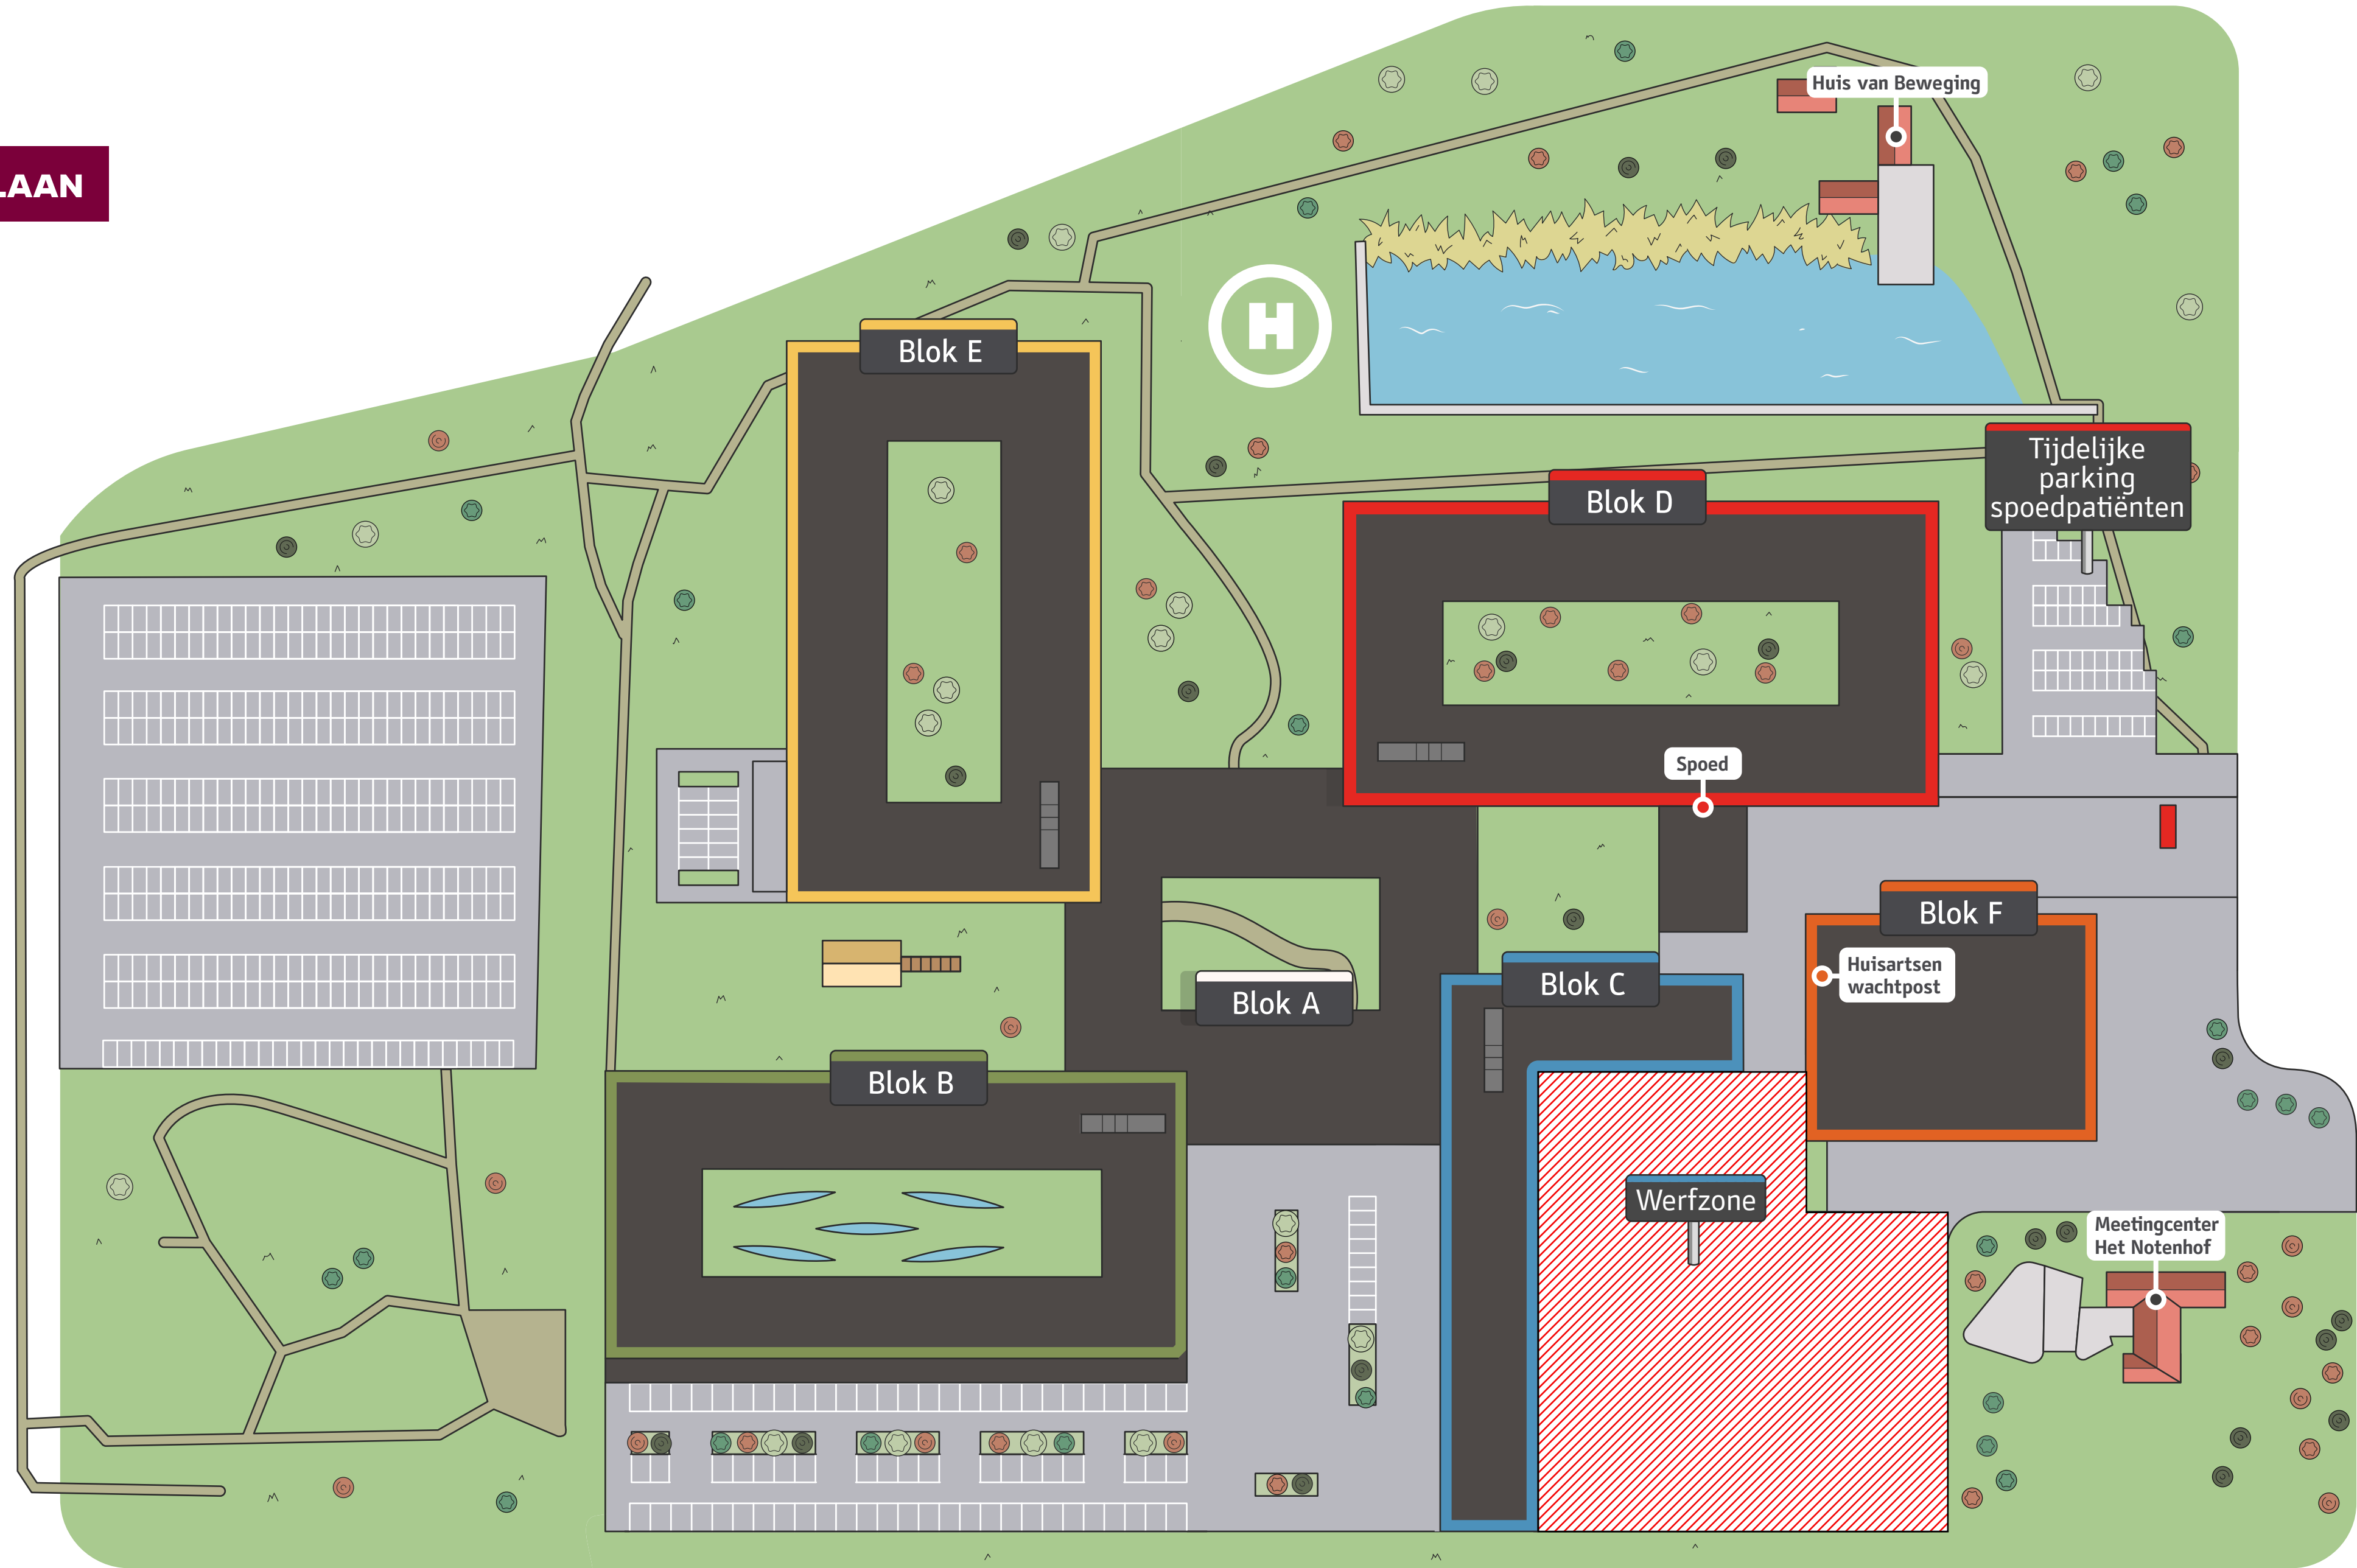 Huis van Beweging
LAAN
H
Blok E
Tijdelijke
parking
spoedpatiënten
Blok D
Spoed
Blok F
Huisartsen
wachtpost
Blok C
Blok A
Blok B
Werfzone
Meetingcenter
Het Notenhof